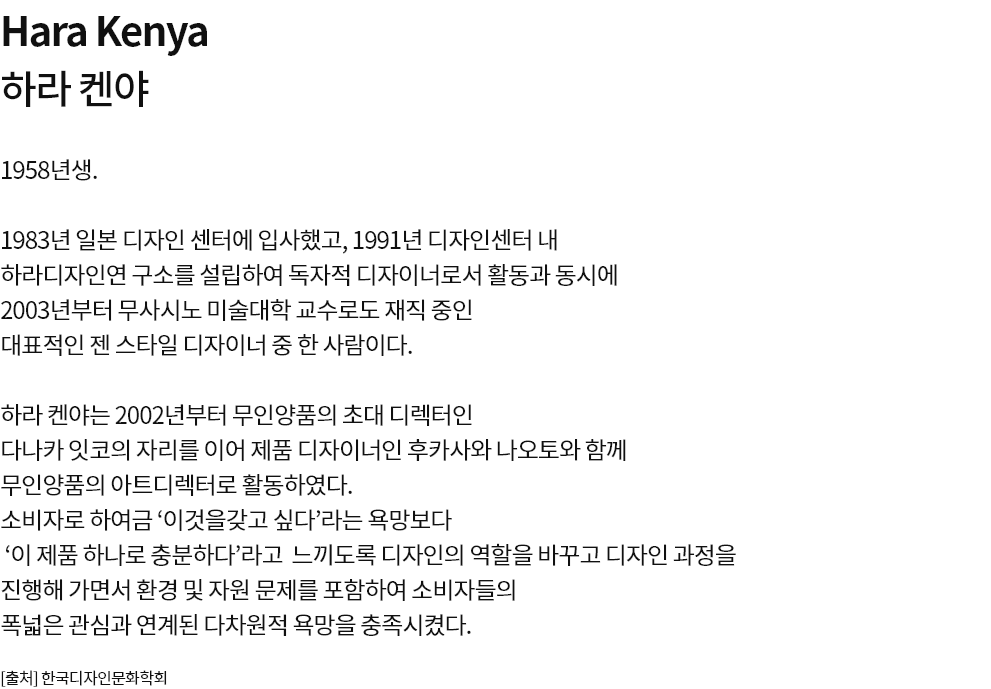 Hara Kenya
하라 켄야
1958년생.
1983년 일본 디자인 센터에 입사했고, 1991년 디자인센터 내
하라디자인연 구소를 설립하여 독자적 디자이너로서 활동과 동시에
2003년부터 무사시노 미술대학 교수로도 재직 중인
대표적인 젠 스타일 디자이너 중 한 사람이다.
하라 켄야는 2002년부터 무인양품의 초대 디렉터인
다나카 잇코의 자리를 이어 제품 디자이너인 후카사와 나오토와 함께
무인양품의 아트디렉터로 활동하였다.
소비자로 하여금 ‘이것을갖고 싶다’라는 욕망보다
‘이 제품 하나로 충분하다’라고  느끼도록 디자인의 역할을 바꾸고 디자인 과정을
진행해 가면서 환경 및 자원 문제를 포함하여 소비자들의
폭넓은 관심과 연계된 다차원적 욕망을 충족시켰다.
[출처] 한국디자인문화학회